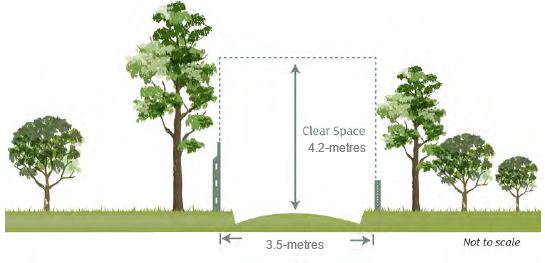 Clear Space
4.2-metres
3.5-metres
Not to scale